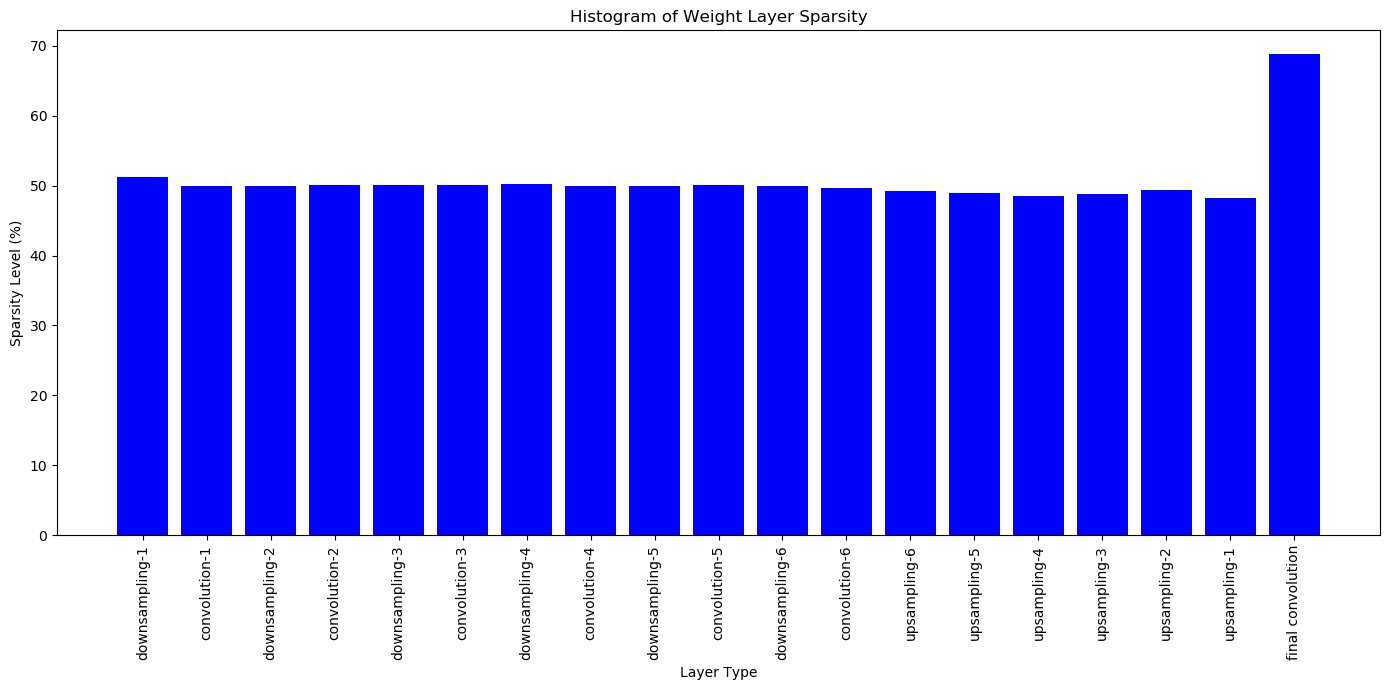 Histogram of Weight Layer Sparsity
Sparsity Level (%)
70
60
50
40
30
20
10
0
downsampling-1
convolution-1
downsampling-2
convolution-2
downsampling-3
convolution-3
downsampling-4
convolution-4
downsampling-5
convolution-5
downsampling-6
convolution-6
upsampling-6
upsampling-5
upsampling-4
upsampling-3
upsampling-2
upsampling-1
final convolution
Layer Type